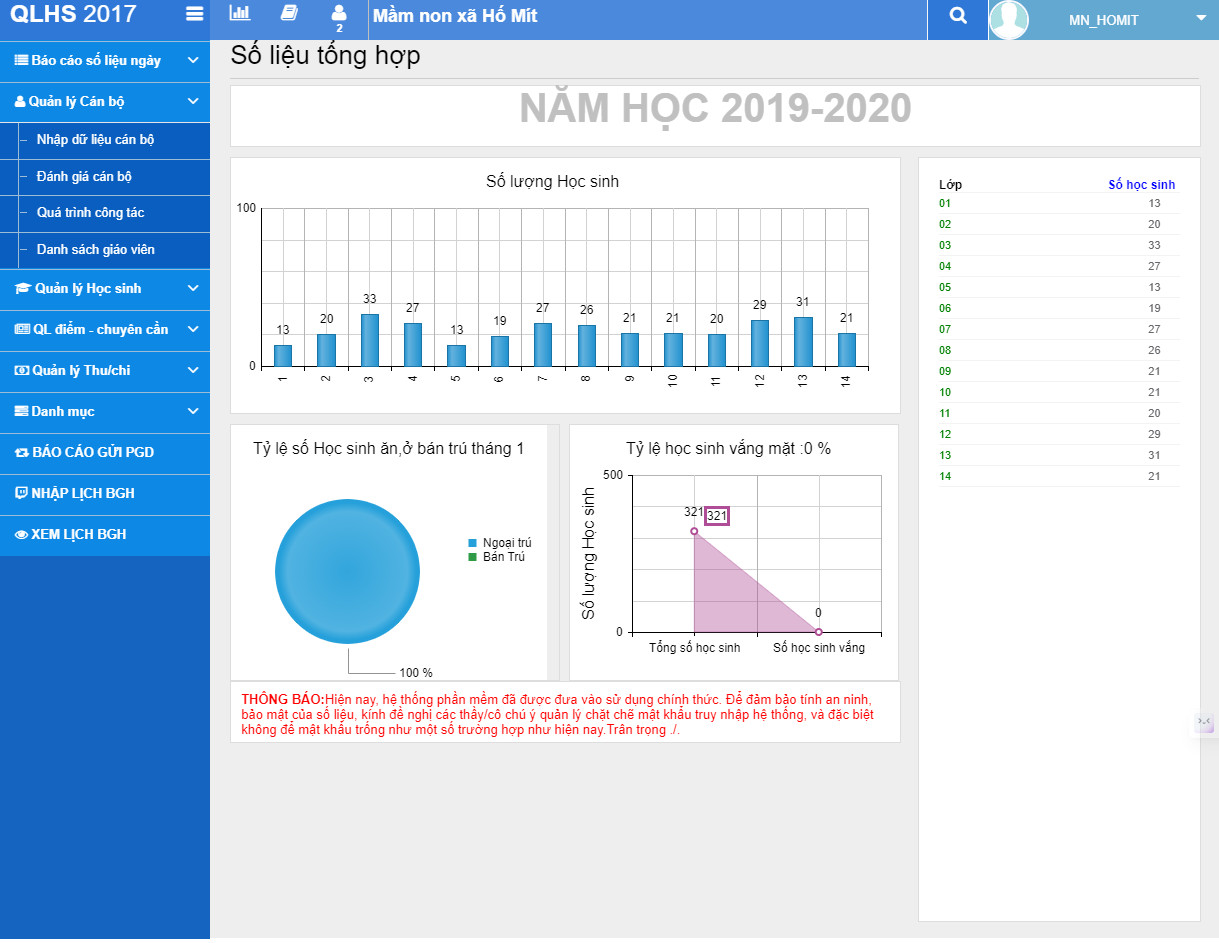 QLHS 2017
2
Mầm non xã Hố Mít
MN_HOMIT
Báo cáo số liệu ngày
Quản lý Cán bộ
Nhập dữ liệu cán bộ
Đánh giá cán bộ
Quá trình công tác
Danh sách giáo viên
Quản lý Học sinh
QL điểm - chuyên cần
Quản lý Thu/chi
Danh mục
BÁO CÁO GỬI PGD
NHẬP LỊCH BGH
XEM LỊCH BGH
Số liệu tổng hợp
NĂM HỌC 2019-2020
Số lượng Học sinh
100
0
13 20 33 27 13 19 27 26 21 21 20 29 31 21
1 2 3 4 5 6 7 8 9 10 11 12 13 14
Lớp Số học sinh
01 13
02 20
03 33
04 27
05 13
06 19
07 27
08 26
09 21
10 21
11 20
12 29
13 31
14 21
Tỷ lệ số Học sinh ăn,ở bán trú tháng 1
Ngoại trú
Bán Trú
100 %
Tỷ lệ học sinh vắng mặt :0 %
500
Số lượng Học sinh
321 321
0
0
Tổng số học sinh Số học sinh vắng
THÔNG BÁO:Hiện nay, hệ thống phần mềm đã được đưa vào sử dụng chính thức. Để đảm bảo tính an ninh,
bảo mật của số liệu, kính đề nghị các thầy/cô chú ý quản lý chặt chẽ mật khẩu truy nhập hệ thống, và đặc biệt
không để mật khẩu trống như một số trường hợp như hiện nay.Trân trọng ./.